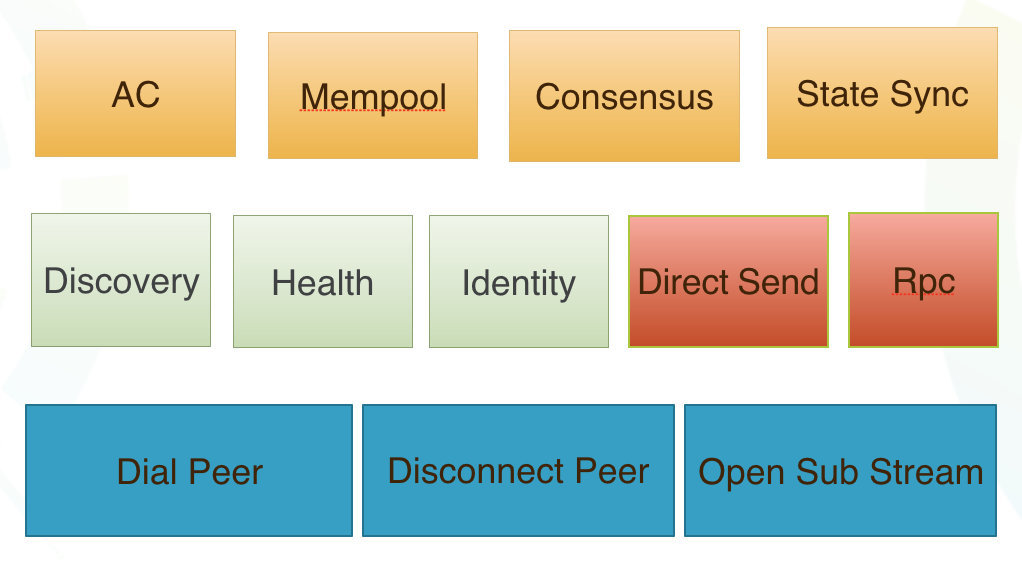 AC
Mempool
Consensus
State Sync
Discovery
Health
Identity
Direct Send
Rpc
Dial Peer
Disconnect Peer
Open Sub Stream